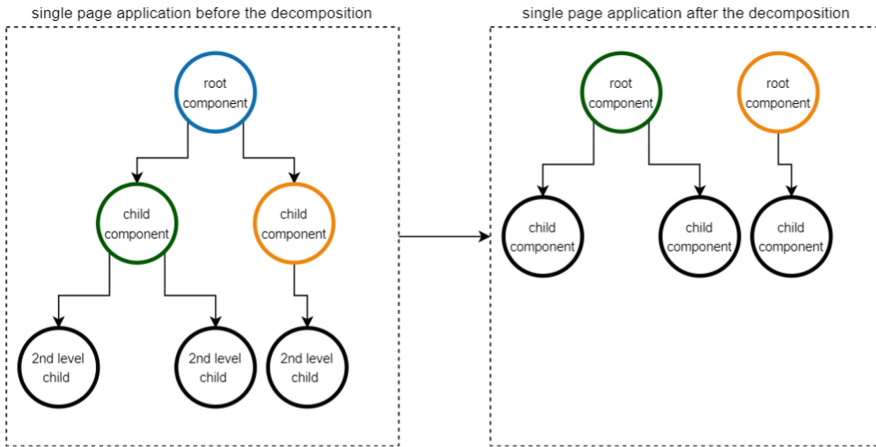 single page application before the decomposition
root
component
child
component
child
component
2nd level
child
2nd level
child
2nd level
child
single page application after the decomposition
root
component
root
component
child
component
child
component
child
component